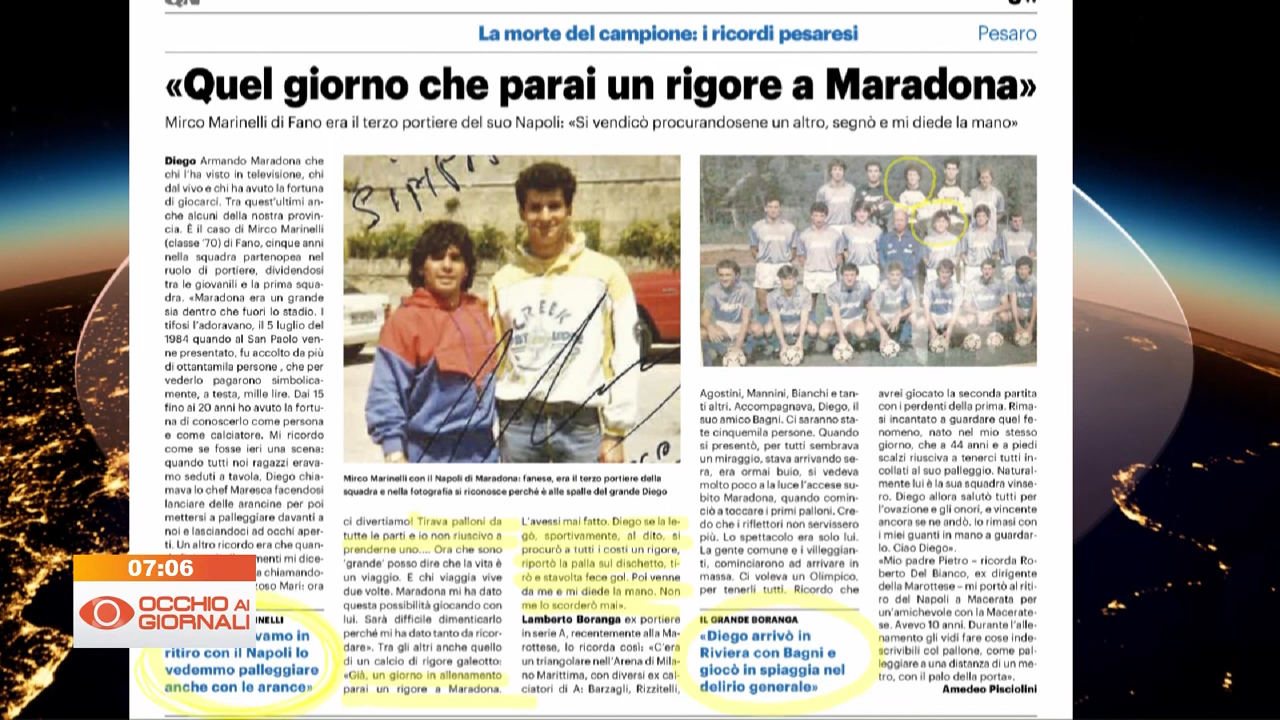 La morte del campione: i ricordi pesaresi
Pesaro
«Quel giorno che parai un rigore a Maradona»
Mirco Marinelli di Fano era il terzo portiere del suo Napoli: «Si vendicò procurandosene un altro, segnò e mi diede la mano»
Diego Armando Maradona che
chi l'ha visto in televisione, chi
dal vivo e chi ha avuto la fortuna
di giocarci. Tra quest'ultimi an-
che alcuni della nostra provin-
cia. È il caso di Mirco Marinelli
(classe '70) di Fano, cinque anni
nella squadra partenopea nel
ruolo di portiere, dividendosi
tra le giovanili e la prima squa-
dra. «Maradona era un grande
sia dentro che fuori lo stadio. I
tifosi l'adoravano, il 5 luglio del
1984 quando al San Paolo ven-
ne presentato, fu accolto da più
di ottantamila persone , che per
vederlo pagarono simbolica-
mente, a testa, mille lire. Dai 15
fino ai 20 anni ho avuto la fortu-
na di conoscerlo come persona
e come calciatore. Mi ricordo
come se fosse ieri una scena:
quando tutti noi ragazzi erava-
mo seduti a tavola, Diego chia-
mava lo chef Maresca facendosi
lanciare delle arancine per poi
mettersi a palleggiare davanti a
noi e lasciandoci ad occhi aper-
ti. Un altro ricordo era che quan-
menti mi dice-
a chiamando-
zoso Mari: ora
07:06
OCCHIO AI
GIORNALI
INELLI
vamo in
ritiro con il Napoli lo
vedemmo palleggiare
anche con le arance»
Mirco Marinelli con il Napoli di Maradona: fanese, era il terzo portiere della
squadra e nella fotografia si riconosce perché è alle spalle del grande Diego
ci divertiamo! Tirava palloni da
tutte le parti e io non riuscivo a
prenderne uno.... Ora che sono
'grande' posso dire che la vita è
un viaggio. E chi viaggia vive
due volte. Maradona mi ha dato
questa possibilità giocando con
lui. Sarà difficile dimenticarlo
perché mi ha dato tanto da ricor-
dare». Tra gli altri anche quello
di un calcio di rigore galeotto:
«Già, un giorno in allenamento
parai un rigore a Maradona.
L'avessi mai fatto. Diego se la le-
gò, sportivamente, al dito, si
procurò a tutti i costi un rigore,
riportò la palla sul dischetto, ti-
rò e stavolta fece gol. Poi venne
da me e mi diede la mano. Non
me lo scorderò mai».
Lamberto Boranga ex portiere
in serie A, recentemente alla Ma-
rottese, lo ricorda così: «C'era
un triangolare nell'Arena di Mila-
no Marittima, con diversi ex cal-
ciatori di A: Barzagli, Rizzitelli,
Agostini, Mannini, Bianchi e tan-
ti altri. Accompagnava, Diego, il
suo amico Bagni. Ci saranno sta-
te cinquemila persone. Quando
si presentò, per tutti sembrava
un miraggio, stava arrivando se-
ra, era ormai buio, si vedeva
molto poco a la luce l'accese su-
bito Maradona, quando comin-
ciò a toccare i primi palloni. Cre-
do che i riflettori non servissero
più. Lo spettacolo era solo lui.
La gente comune e i villeggian-
ti, cominciarono ad arrivare in
massa. Ci voleva un Olimpico,
per tenerli tutti. Ricordo che
IL GRANDE BORANGA
«Diego arrivò in
Riviera con Bagni e
giocò in spiaggia nel
delirio generale»
avrei giocato la seconda partita
con i perdenti della prima. Rima-
si incantato a guardare quel fe-
nomeno, nato nel mio stesso
giorno, che a 44 anni e a piedi
scalzi riusciva a tenerci tutti in-
collati al suo palleggio. Natural-
mente lui è la sua squadra vinse-
ro. Diego allora salutò tutti per
l'ovazione e gli onori, e vincente
ancora se ne andò. Io rimasi con
i miei guanti in mano a guardar-
lo. Ciao Diego».
«Mio padre Pietro – ricorda Ro-
berto Del Bianco, ex dirigente
della Marottese – mi portò al riti-
ro del Napoli a Macerata per
un'amichevole con la Macerate-
se. Avevo 10 anni. Durante l'alle-
namento gli vidi fare cose inde-
scrivibili col pallone, come pal-
leggiare a una distanza di un me-
tro, con il palo della porta».
Amedeo Pisciolini